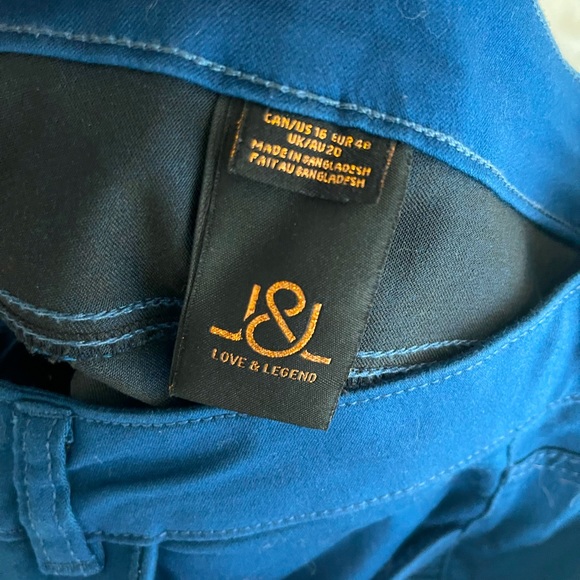 CAN/US 16 EUR 48
UK/AU 20
MADE IN BANGLADESH
FAIT AU BANGLADESH
L&L
LOVE & LEGEND